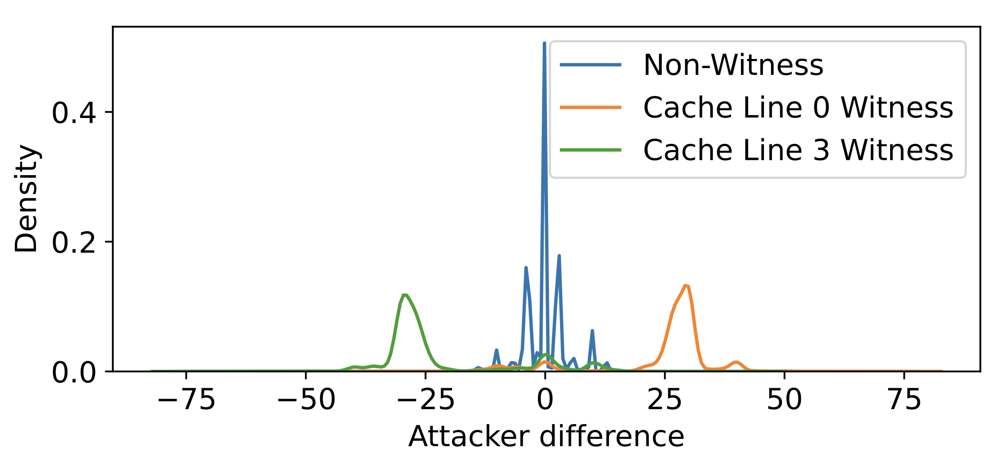 Non-Witness
Cache Line 0 Witness
Cache Line 3 Witness
Density
0.4
0.2
0.0
−75 −50 −25 0 25 50 75
Attacker difference